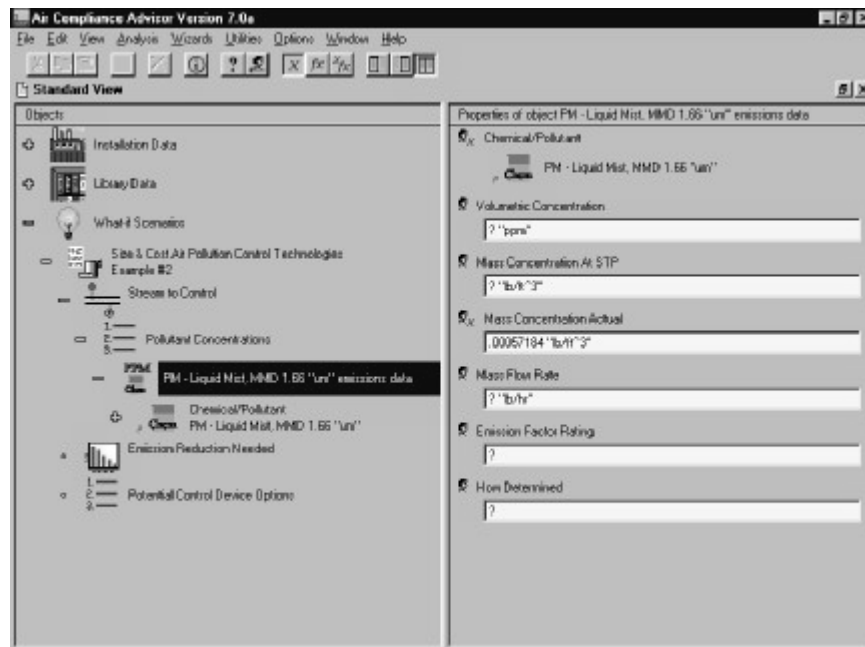 Air Compliance Advisor Version 7.0a
File Edit View Analysis Wizards Utilities Options Window Help
Standard View
Objects
Installation Data
Library Data
What-if Scenarios
Size & Cost Air Pollution Control Technologies
Example #2
Stream to Control
Pollutant Concentrations
PM - Liquid Mist, MMD 1.66 "um" emissions data
Chemical/Pollutant
PM - Liquid Mist, MMD 1.66 "um"
Emission Reduction Needed
Potential Control Device Options
Properties of object PM - Liquid Mist, MMD 1.66 "um" emissions data
Chemical/Pollutant
PM - Liquid Mist, MMD 1.66 "um"
Volumetric Concentration
? "ppm"
Mass Concentration At STP
? "lb/ft^3"
Mass Concentration Actual
.00057184 "lb/ft^3"
Mass Flow Rate
? "lb/hr"
Emission Factor Rating
?
How Determined
?